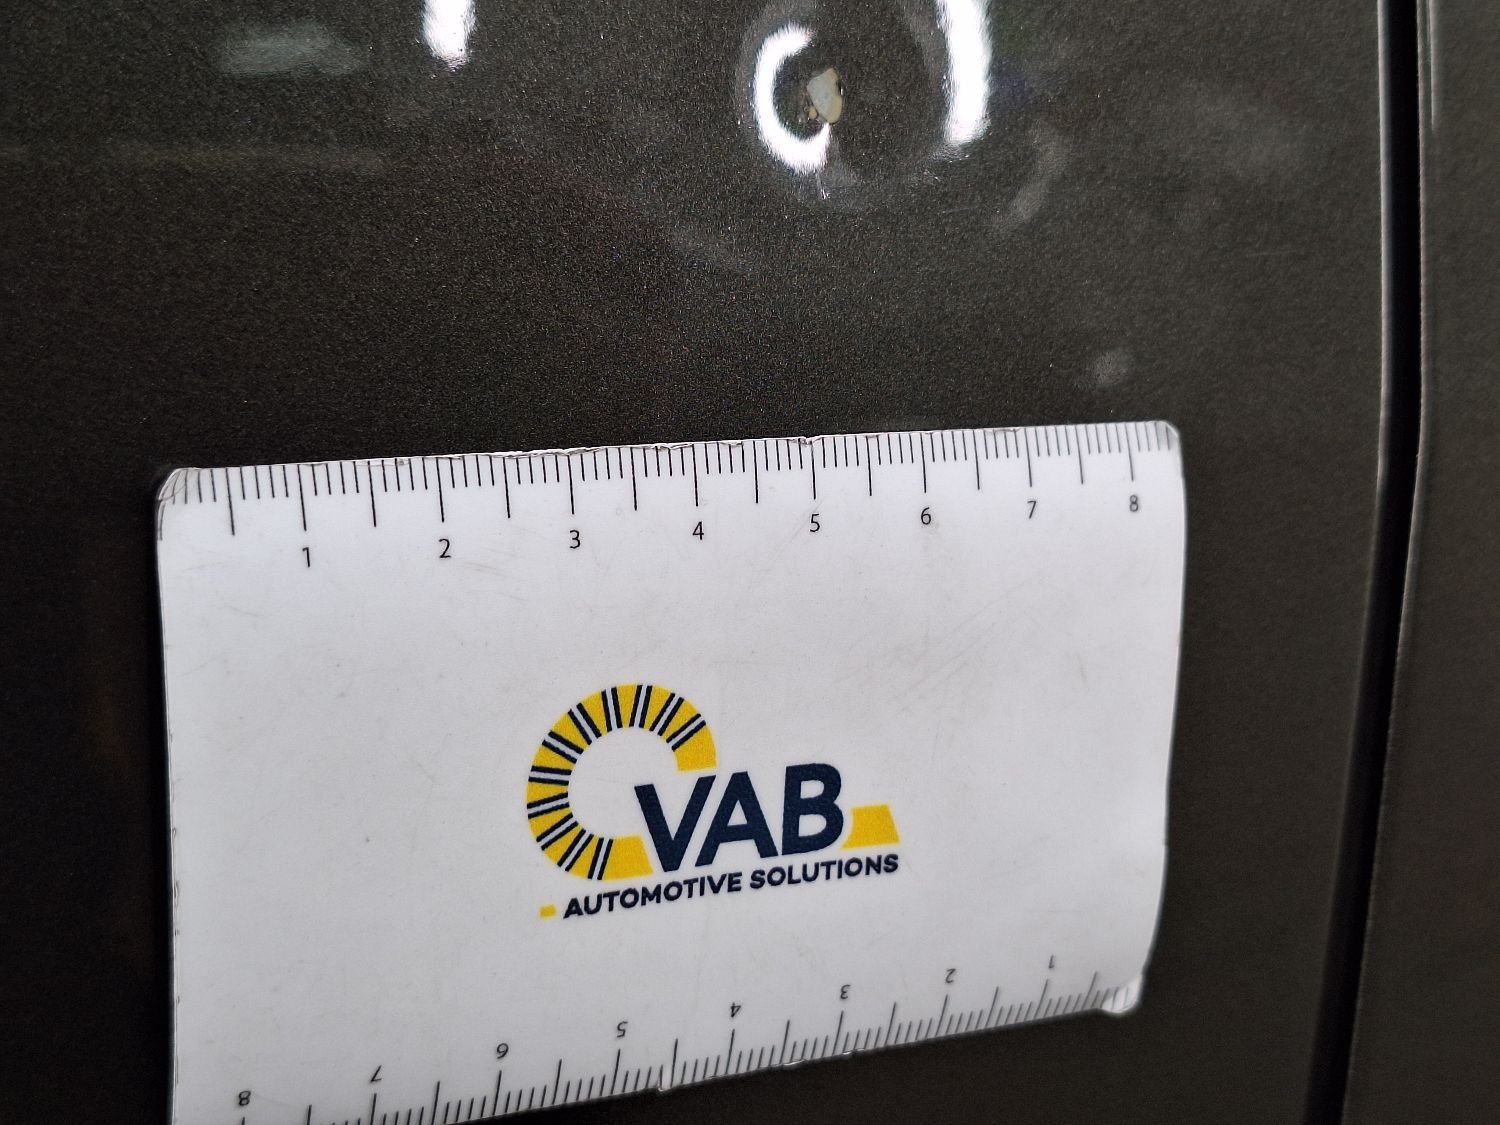 1 2 3 4 5 6 7 8
VAB
AUTOMOTIVE SOLUTIONS
8 7 6 5 4 3 2 1